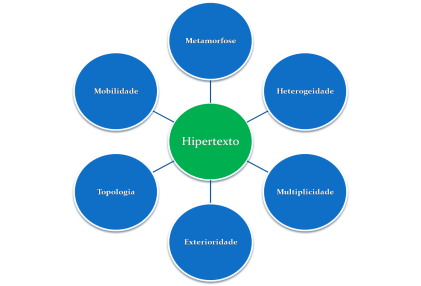 Metamorfose
Mobilidade
Heterogeidade
Hipertexto
Topologia
Multiplicidade
Exterioridade